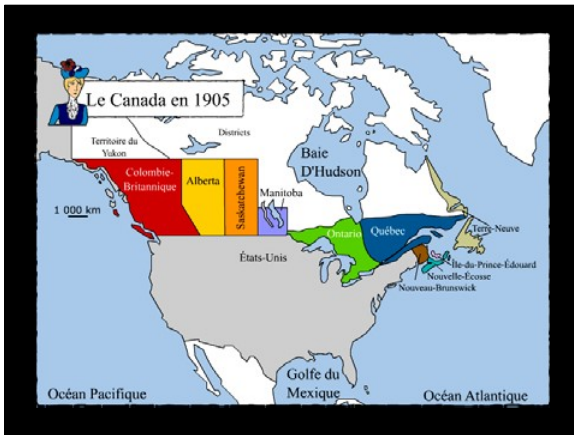 Le Canada en 1905
Territoire du
Yukon
Districts
Baie
D'Hudson
Colombie-
Britannique
Alberta
Saskatchewan
Manitoba
1 000 km
Ontario
Québec
Terre-Neuve
États-Unis
Île-du-Prince-Édouard
Nouvelle-Écosse
Nouveau-Brunswick
Golfe du
Mexique
Océan Pacifique
Océan Atlantique